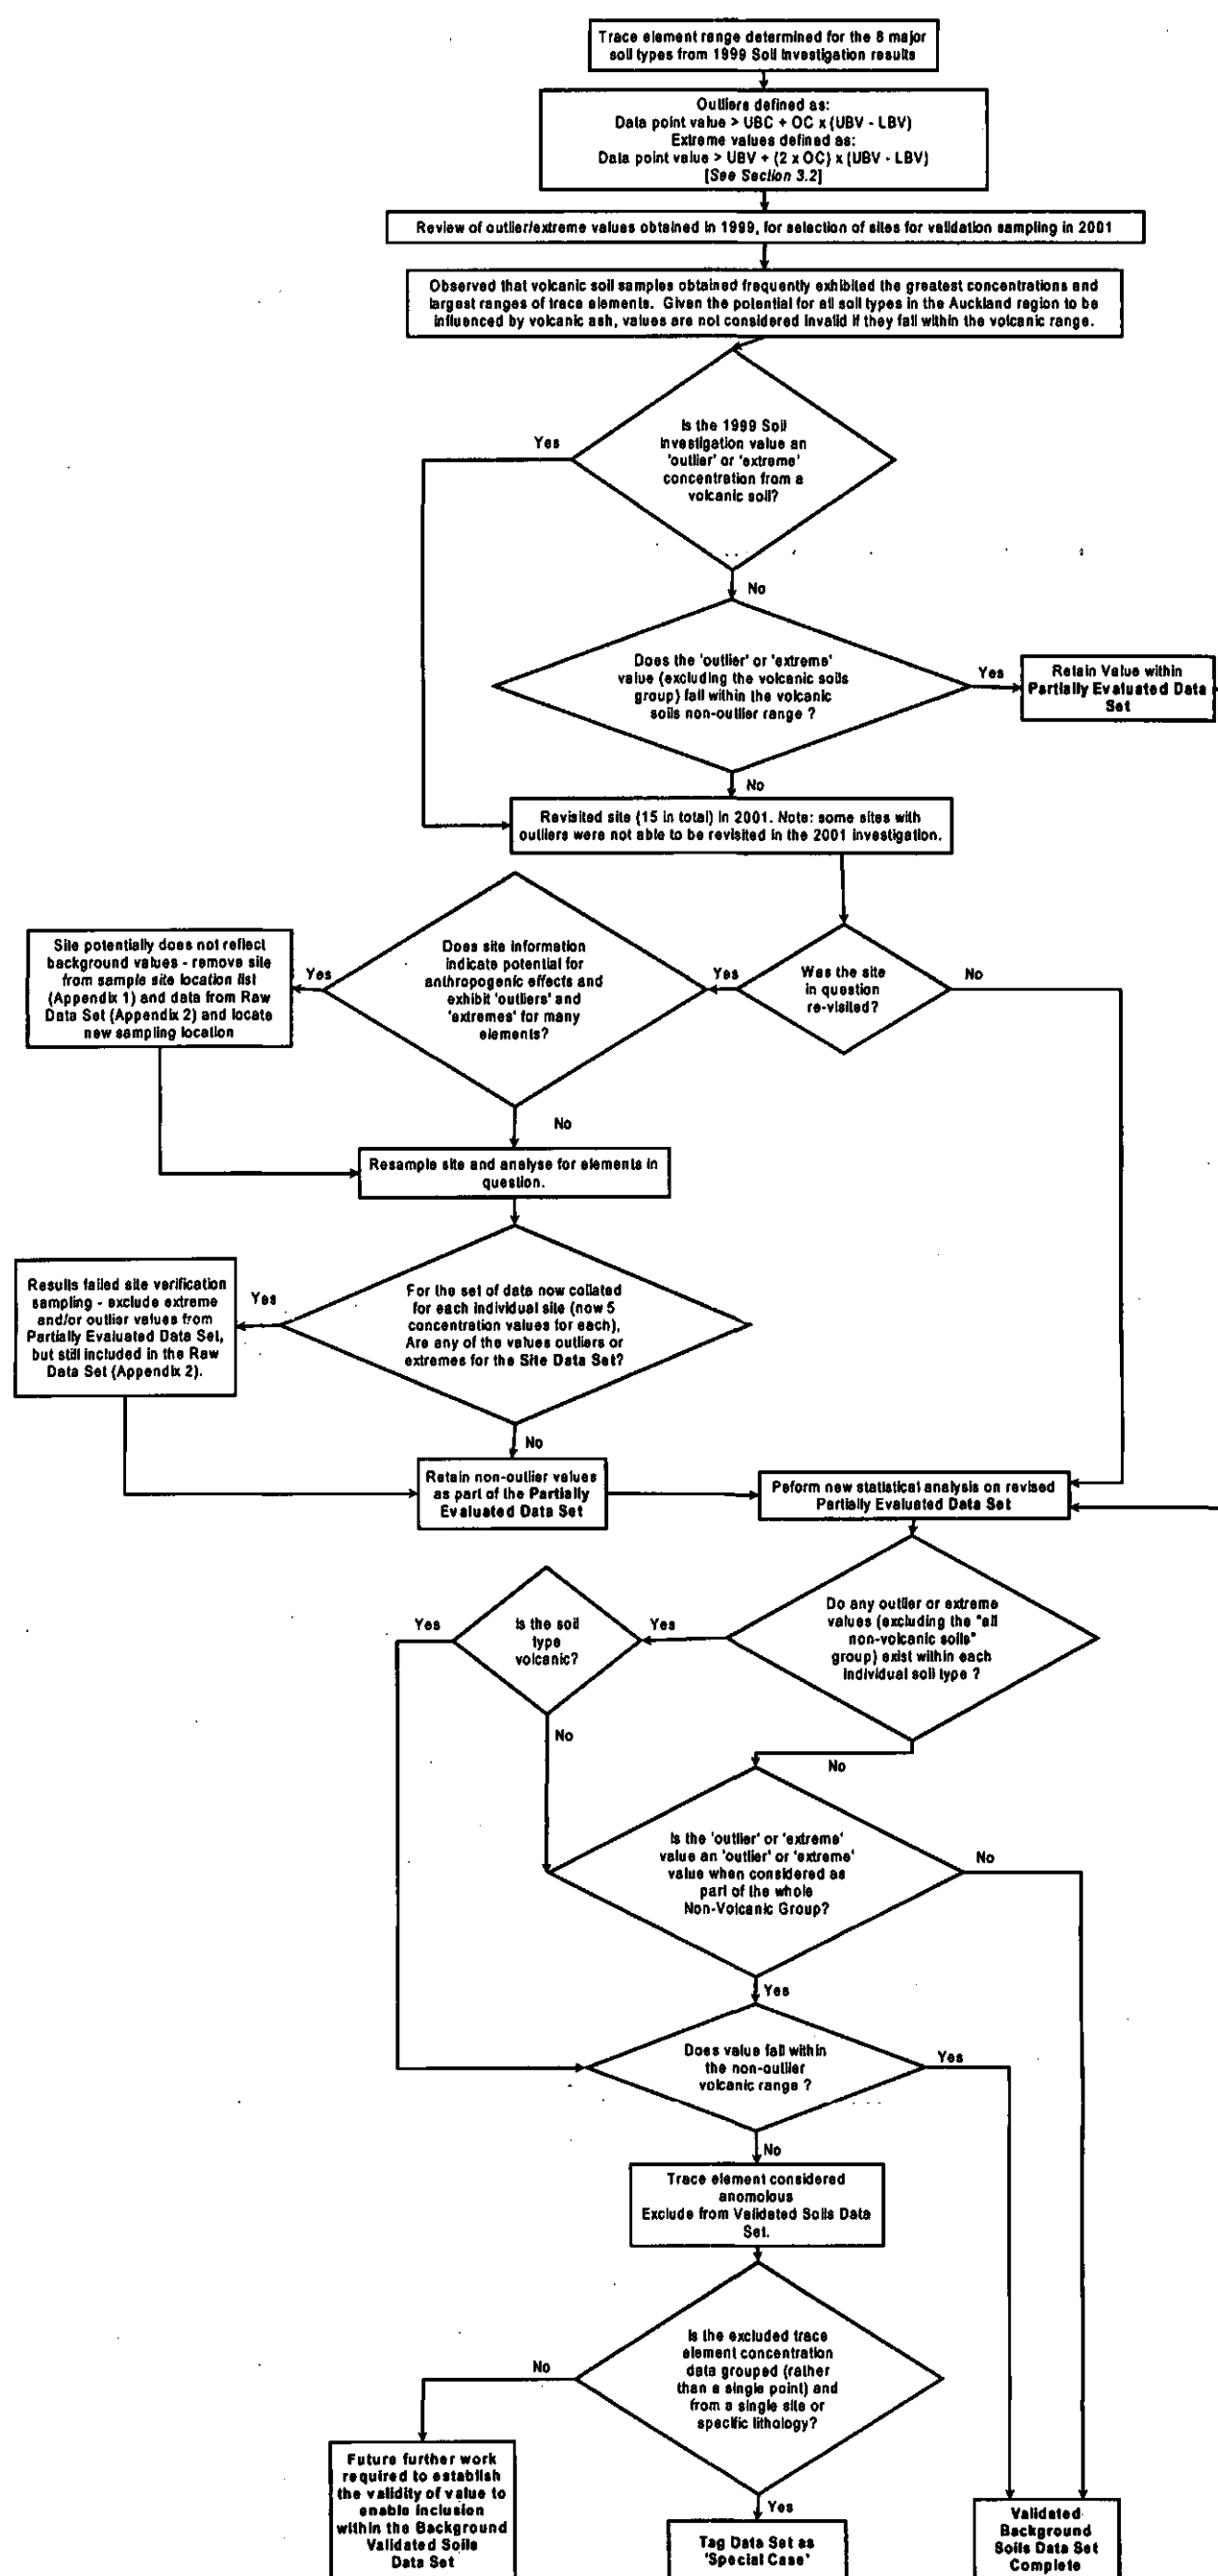 Trace element range determined for the 8 major
soil types from 1999 Soil Investigation results
Outliers defined as:
Data point value > UBC + OC x (UBV - LBV)
Extreme values defined as:
Data point value > UBV + (2 x OC) x (UBV - LBV)
[See Section 3.2]
Review of outlier/extreme values obtained in 1999, for selection of sites for validation sampling in 2001
Observed that volcanic soil samples obtained frequently exhibited the greatest concentrations and
largest ranges of trace elements. Given the potential for all soil types in the Auckland region to be
influenced by volcanic ash, values are not considered invalid if they fall within the volcanic range.
Is the 1999 Soil
Investigation value an
'outlier' or 'extreme'
concentration from a
volcanic soil?
Yes
No
Does the 'outlier' or 'extreme'
value (excluding the volcanic soils
group) fall within the volcanic
soils non-outlier range ?
Yes
Retain Value within
Partially Evaluated Data
Set
No
Revisited site (15 in total) in 2001. Note: some sites with
outliers were not able to be revisited in the 2001 investigation.
Was the site
in question
re-visited?
No
Yes
Does site information
indicate potential for
anthropogenic effects and
exhibit 'outliers' and
'extremes' for many
elements?
Yes
Site potentially does not reflect
background values - remove site
from sample site location list
(Appendix 1) and data from Raw
Data Set (Appendix 2) and locate
new sampling location
No
Resample site and analyse for elements in
question.
For the set of data now collated
for each individual site (now 5
concentration values for each),
Are any of the values outliers or
extremes for the Site Data Set?
Yes
Results failed site verification
sampling - exclude extreme
and/or outlier values from
Partially Evaluated Data Set,
but still included in the Raw
Data Set (Appendix 2).
No
Retain non-outlier values
as part of the Partially
Evaluated Data Set
Peform new statistical analysis on revised
Partially Evaluated Data Set
Do any outlier or extreme
values (excluding the "all
non-volcanic soils"
group) exist within each
individual soil type ?
Yes
Is the soil
type
volcanic?
Yes
No
No
Is the 'outlier' or 'extreme'
value an 'outlier' or 'extreme'
value when considered as
part of the whole
Non-Volcanic Group?
No
Yes
Does value fall within
the non-outlier
volcanic range ?
Yes
No
Trace element considered
anomolous
Exclude from Validated Soils Data
Set.
Is the excluded trace
element concentration
data grouped (rather
than a single point) and
from a single site or
specific lithology?
No
Yes
Future further work
required to establish
the validity of value to
enable inclusion
within the Background
Validated Soils
Data Set
Tag Data Set as
'Special Case'
Validated
Background
Soils Data Set
Complete